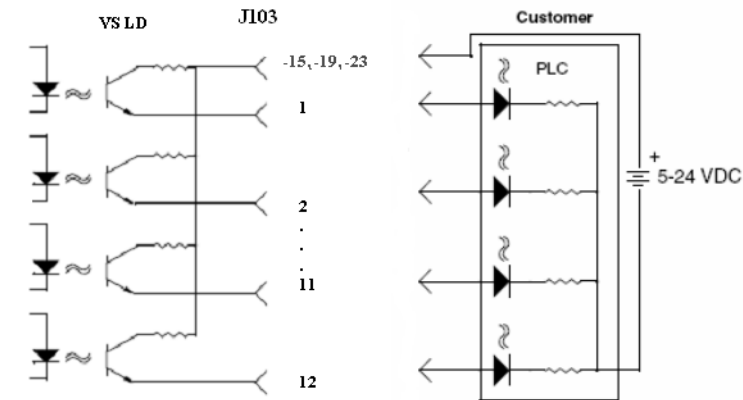 VS LD
J103
-15,-19,-23
1
2
.
.
.
11
12
Customer
PLC
+
5-24 VDC